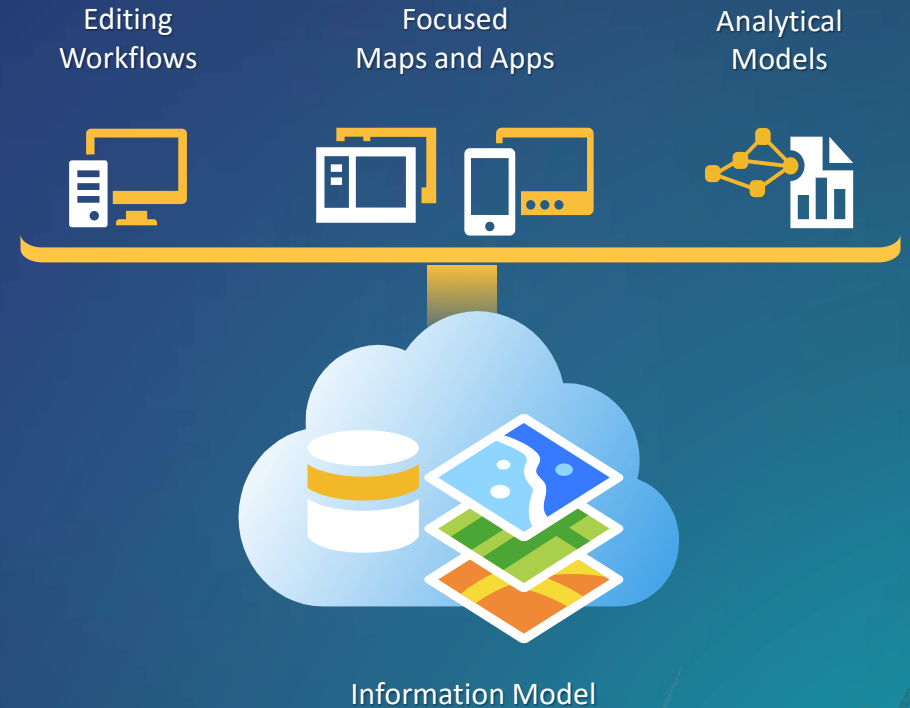 Editing
Workflows
Focused
Maps and Apps
Analytical
Models
Information Model